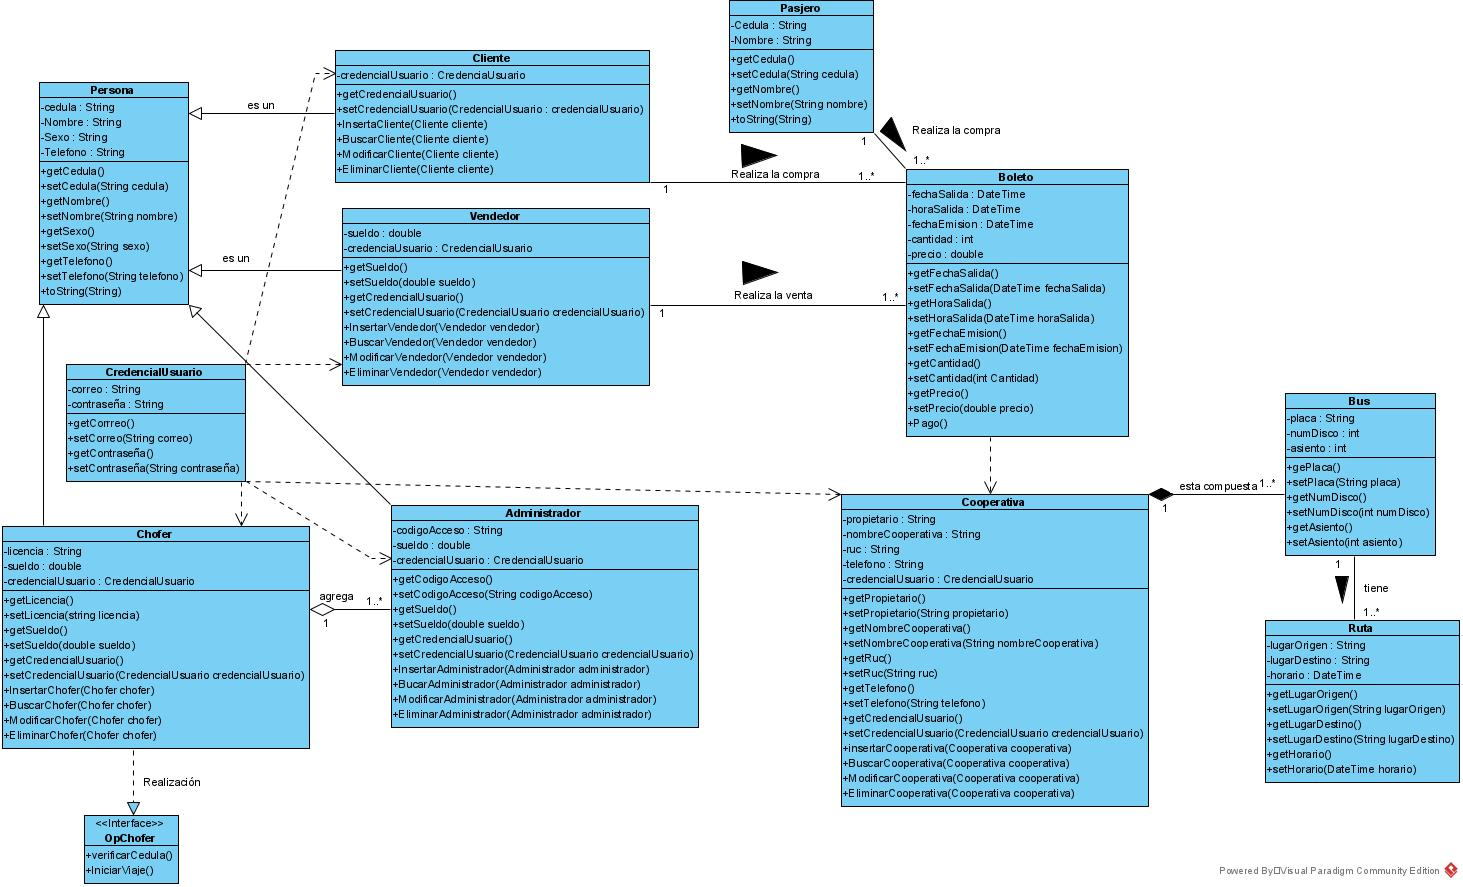 Pasjero
-Cedula : String
-Nombre : String
+getCedula()
+setCedula(String cedula)
+getNombre()
+setNombre(String nombre)
+toString(String)
Cliente
-credencialUsuario : CredenciaUsuario
+getCredencialUsuario()
+setCredencialUsuario(CredencialUsuario : credencialUsuario)
+InsertaCliente(Cliente cliente)
+BuscarCliente(Cliente cliente)
+ModificarCliente(Cliente cliente)
+EliminarCliente(Cliente cliente)
Persona
-cedula : String
-Nombre : String
-Sexo : String
-Telefono : String
+getCedula()
+setCedula(String cedula)
+getNombre()
+setNombre(String nombre)
+getSexo()
+setSexo(String sexo)
+getTelefono()
+setTelefono(String telefono)
+toString(String)
es un
es un
Realiza la compra
1
1..*
Realiza la compra
1
1..*
Realiza la venta
1
1..*
Vendedor
-sueldo : double
-credenciaUsuario : CredencialUsuario
+getSueldo()
+setSueldo(double sueldo)
+getCredencialUsuario()
+setCredencialUsuario(CredencialUsuario credencialUsuario)
+InsertarVendedor(Vendedor vendedor)
+BuscarVendedor(Vendedor vendedor)
+ModificarVendedor(Vendedor vendedor)
+EliminarVendedor(Vendedor vendedor)
Boleto
-fechaSalida : DateTime
-horaSalida : DateTime
-fechaEmision : DateTime
-cantidad : int
-precio : double
+getFechaSalida()
+setFechaSalida(DateTime fechaSalida)
+getHoraSalida()
+setHoraSalida(DateTime horaSalida)
+getFechaEmision()
+setFechaEmision(DateTime fechaEmision)
+getCantidad()
+setCantidad(int Cantidad)
+getPrecio()
+setPrecio(double precio)
+Pago()
CredencialUsuario
-correo : String
-contraseña : String
+getCorrreo()
+setCorreo(String correo)
+getContraseña()
+setContraseña(String contraseña)
Bus
-placa : String
-numDisco : int
-asiento : int
+gePlaca()
+setPlaca(String placa)
+getNumDisco()
+setNumDisco(int numDisco)
+getAsiento()
+setAsiento(int asiento)
esta compuesta
1..*
1
Chofer
-licencia : String
-sueldo : double
-credencialUsuario : CredencialUsuario
+getLicencia()
+setLicencia(string licencia)
+getSueldo()
+setSueldo(double sueldo)
+getCredencialUsuario()
+setCredencialUsuario(CredencialUsuario credencialUsuario)
+InsertarChofer(Chofer chofer)
+BuscarChofer(Chofer chofer)
+ModificarChofer(Chofer chofer)
+EliminarChofer(Chofer chofer)
agrega
1..*
1
Administrador
-codigoAcceso : String
-sueldo : double
-credencialUsuario : CredencialUsuario
+getCodigoAcceso()
+setCodigoAcceso(String codigoAcceso)
+getSueldo()
+setSueldo(double sueldo)
+getCredencialUsuario()
+setCredencialUsuario(CredencialUsuario credencialUsuario)
+InsertarAdministrador(Administrador administrador)
+BucarAdministrador(Administrador administrador)
+ModificarAdministrador(Administrador administrador)
+EliminarAdministrador(Administrador administrador)
Cooperativa
-propietario : String
-nombreCooperativa : String
-ruc : String
-telefono : String
-credencialUsuario : CredencialUsuario
+getPropietario()
+setPropietario(String propietario)
+getNombreCooperativa()
+setNombreCooperativa(String nombreCooperativa)
+getRuc()
+setRuc(String ruc)
+getTelefono()
+setTelefono(String telefono)
+getCredencialUsuario()
+setCredencialUsuario(CredencialUsuario credencialUsuario)
+insertarCooperativa(Cooperativa cooperativa)
+BuscarCooperativa(Cooperativa cooperativa)
+ModificarCooperativa(Cooperativa cooperativa)
+EliminarCooperativa(Cooperativa cooperativa)
1
tiene
1..*
Ruta
-lugarOrigen : String
-lugarDestino : String
-horario : DateTime
+getLugarOrigen()
+setLugarOrigen(String lugarOrigen)
+getLugarDestino()
+setLugarDestino(String lugarDestino)
+getHorario()
+setHorario(DateTime horario)
Realización
<<Interface>>
OpChofer
+verificarCedula()
+IniciarViaje()
Powered By Visual Paradigm Community Edition